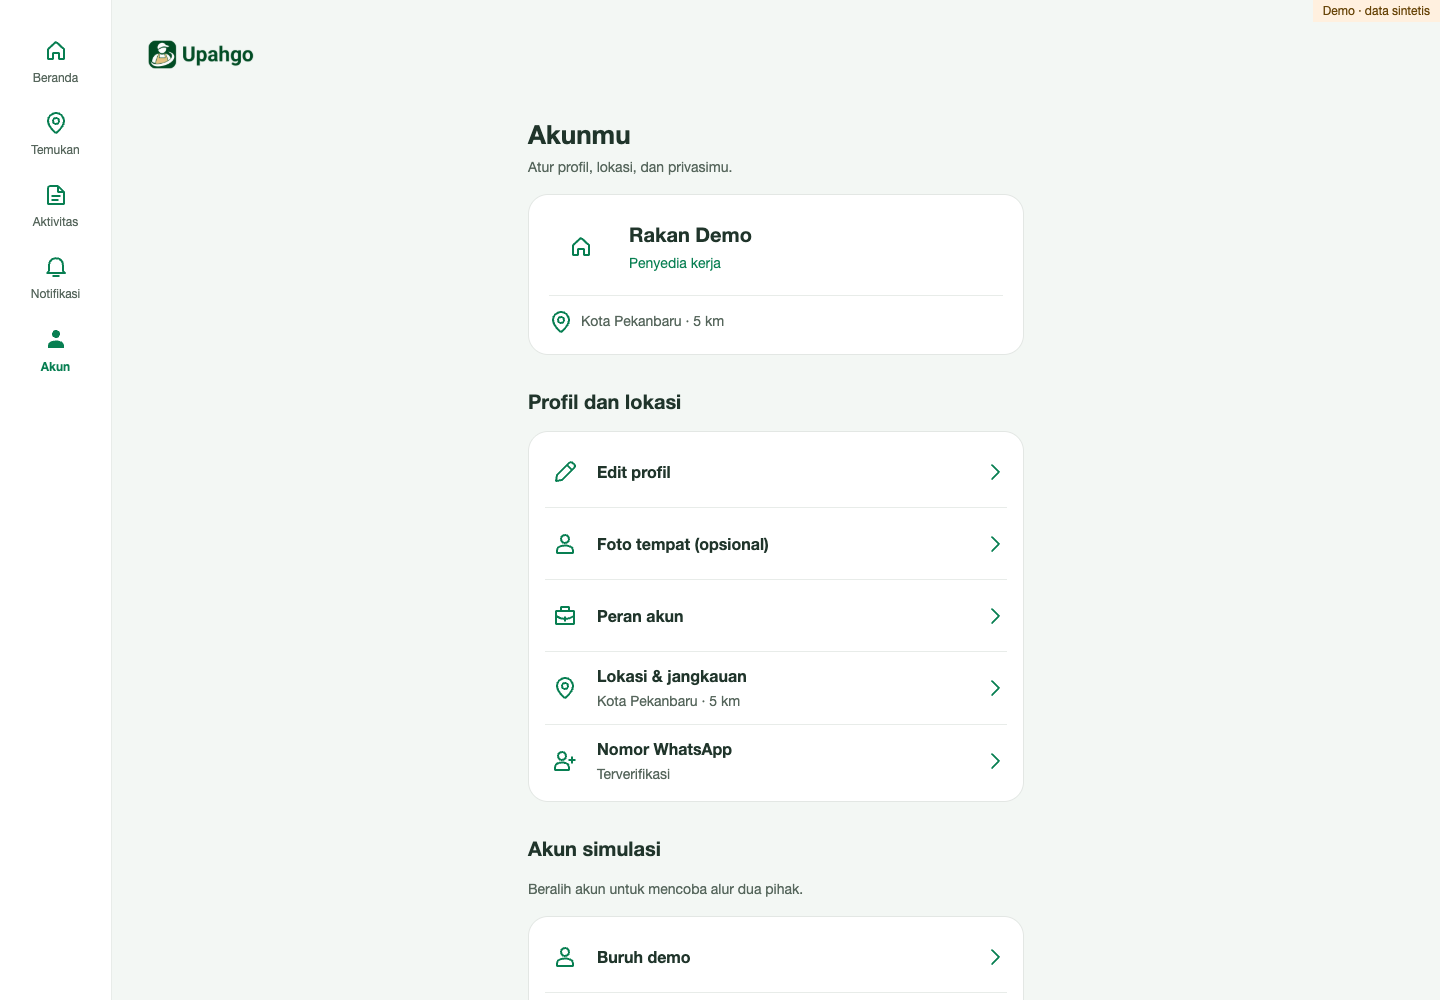 Demo · data sintetis
Upahgo
Beranda
Temukan
Aktivitas
Notifikasi
Akun
Akunmu
Atur profil, lokasi, dan privasimu.
Rakan Demo
Penyedia kerja
Kota Pekanbaru · 5 km
Profil dan lokasi
Edit profil
Foto tempat (opsional)
Peran akun
Lokasi & jangkauan
Kota Pekanbaru · 5 km
Nomor WhatsApp
Terverifikasi
Akun simulasi
Beralih akun untuk mencoba alur dua pihak.
Buruh demo